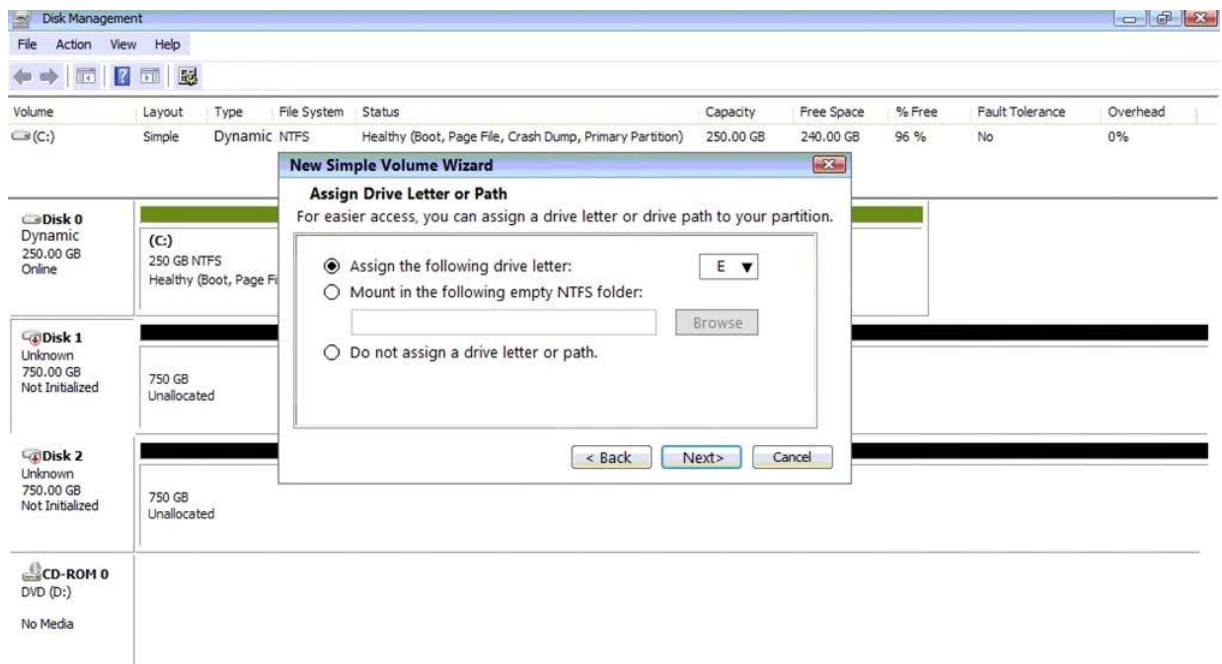 Disk Management
File Action View Help
Volume Layout Type File System Status Capacity Free Space % Free Fault Tolerance Overhead
(C:) Simple Dynamic NTFS Healthy (Boot, Page File, Crash Dump, Primary Partition) 250.00 GB 240.00 GB 96 % No 0%
New Simple Volume Wizard
Assign Drive Letter or Path
For easier access, you can assign a drive letter or drive path to your partition.
Assign the following drive letter: E
Mount in the following empty NTFS folder:
Browse
Do not assign a drive letter or path.
< Back Next> Cancel
Disk 0
Dynamic
250.00 GB
Online
(C:)
250 GB NTFS
Healthy (Boot, Page Fi
Disk 1
Unknown
750.00 GB
Not Initialized
750 GB
Unallocated
Disk 2
Unknown
750.00 GB
Not Initialized
750 GB
Unallocated
CD-ROM 0
DVD (D:)
No Media